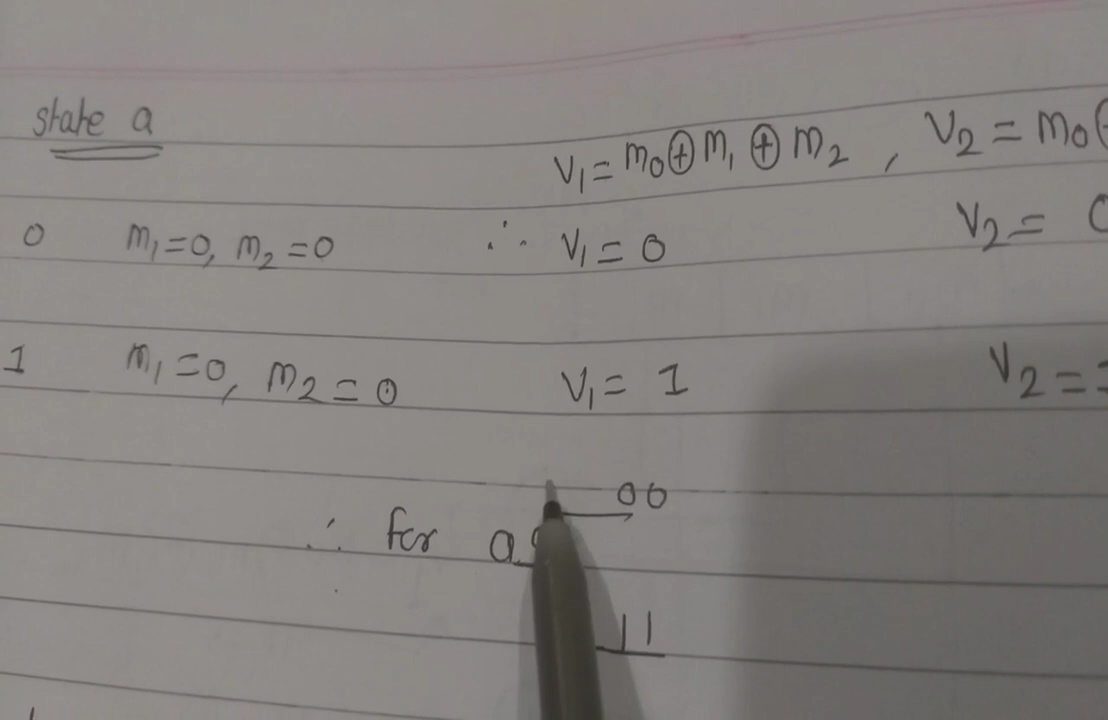 state a
V₁ = m₀ ⊕ m₁ ⊕ m₂ , V₂ = m₀
0 m₁=0, m₂=0 ∴ V₁ = 0 V₂ =
1 m₁=0, m₂=0 V₁ = 1 V₂ =
00
∴ for a
11